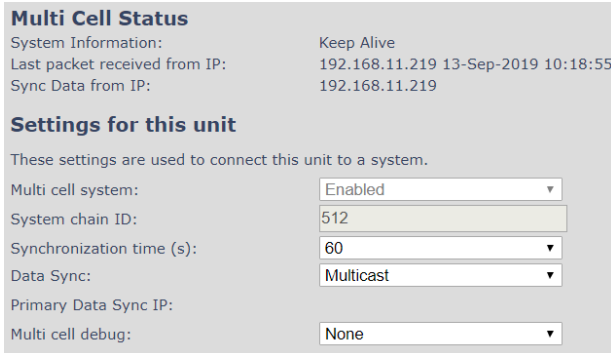 Multi Cell Status
System Information: Keep Alive
Last packet received from IP: 192.168.11.219 13-Sep-2019 10:18:55
Sync Data from IP: 192.168.11.219
Settings for this unit
These settings are used to connect this unit to a system.
Multi cell system: Enabled
System chain ID: 512
Synchronization time (s): 60
Data Sync: Multicast
Primary Data Sync IP:
Multi cell debug: None